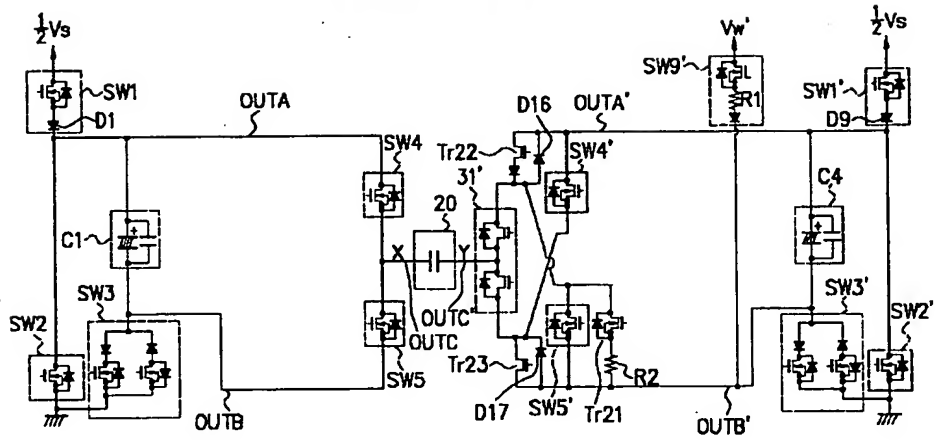 ½Vs
Vw'
½Vs
SW1
D1
OUTA
D16
OUTA'
SW9'
R1
SW1'
D9
Tr22
SW4
SW4'
31'
20
C1
C4
+
+
X
Y
SW3
SW3'
OUTC'
OUTC
SW2
SW5
SW2'
Tr23
R2
D17
SW5'
Tr21
OUTB
OUTB'